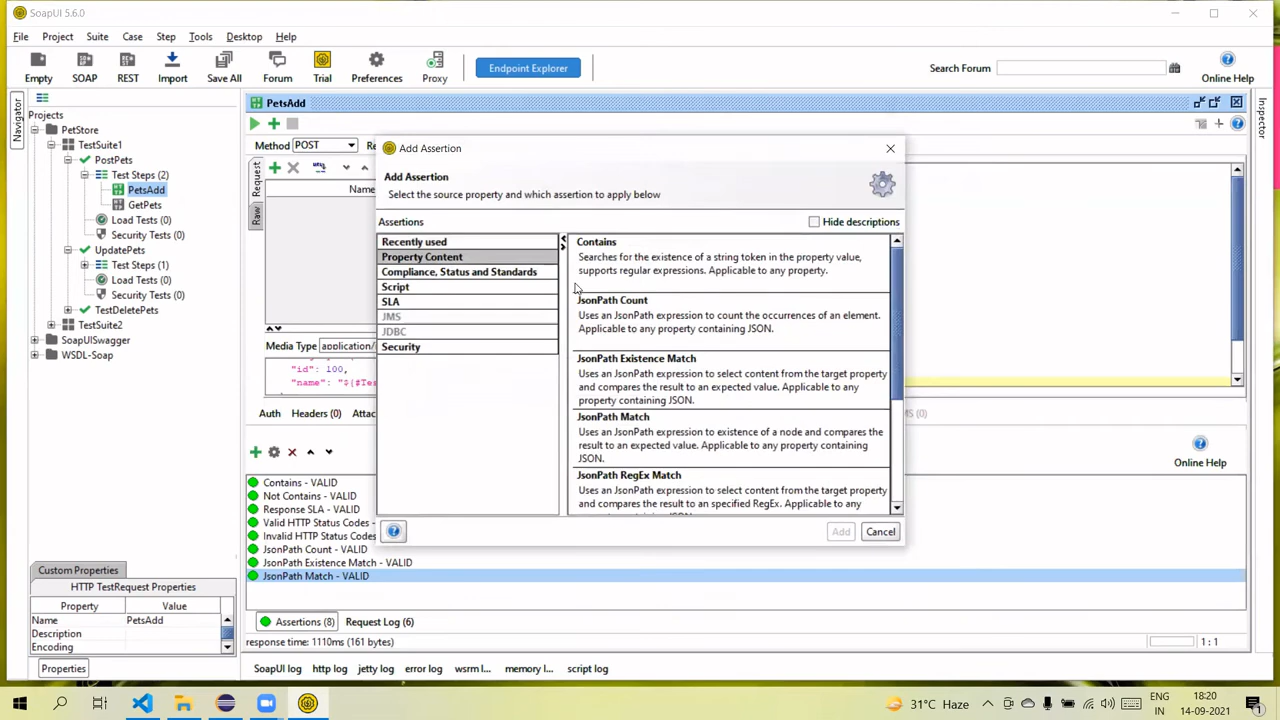 SoapUI 5.6.0
File Project Suite Case Step Tools Desktop Help
Empty SOAP REST Import Save All Forum Trial Preferences Proxy
Endpoint Explorer
Search Forum
Online Help
Navigator
Projects
PetStore
TestSuite1
PostPets
Test Steps (2)
PetsAdd
GetPets
Load Tests (0)
Security Tests (0)
UpdatePets
Test Steps (1)
Load Tests (0)
Security Tests (0)
TestDeletePets
TestSuite2
SoapUISwagger
WSDL-Soap
Custom Properties
HTTP TestRequest Properties
Property Value
Name PetsAdd
Description
Encoding
Properties
PetsAdd
Method POST Re
Request
Raw
Name
Media Type application/
"id": 100,
"name": "${#Tes
Auth Headers (0) Attac
MS (0)
Add Assertion
Add Assertion
Select the source property and which assertion to apply below
Assertions
Hide descriptions
Recently used
Property Content
Compliance, Status and Standards
Script
SLA
JMS
JDBC
Security
Contains
Searches for the existence of a string token in the property value,
supports regular expressions. Applicable to any property.
JsonPath Count
Uses an JsonPath expression to count the occurrences of an element.
Applicable to any property containing JSON.
JsonPath Existence Match
Uses an JsonPath expression to select content from the target property
and compares the result to an expected value. Applicable to any
property containing JSON.
JsonPath Match
Uses an JsonPath expression to existence of a node and compares the
result to an expected value. Applicable to any property containing
JSON.
JsonPath RegEx Match
Uses an JsonPath expression to select content from the target property
and compares the result to an specified RegEx. Applicable to any
Add Cancel
Online Help
Contains - VALID
Not Contains - VALID
Response SLA - VALID
Valid HTTP Status Codes -
Invalid HTTP Status Codes
JsonPath Count - VALID
JsonPath Existence Match - VALID
JsonPath Match - VALID
Assertions (8) Request Log (6)
response time: 1110ms (161 bytes)
1 : 1
SoapUI log http log jetty log error log wsrm l... memory l... script log
Inspector
31°C Haze
ENG
IN
18:20
14-09-2021
1